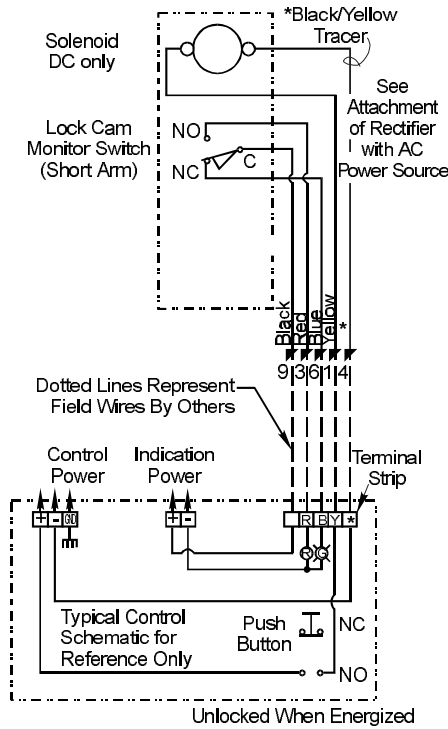 *Black/Yellow
Tracer
Solenoid
DC only
See
Attachment
of Rectifier
with AC
Power Source
Lock Cam
Monitor Switch
(Short Arm)
NO
NC
C
Black
Red
Blue
Yellow
*
9 3 6 1 4
Dotted Lines Represent
Field Wires By Others
Control
Power
Indication
Power
Terminal
Strip
+ - GND
+ -
R B Y *
R G
Typical Control
Schematic for
Reference Only
Push
Button
NC
NO
Unlocked When Energized